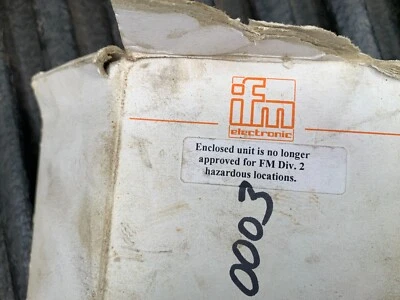 ifm
electronic
Enclosed unit is no longer
approved for FM Div. 2
hazardous locations.
0003